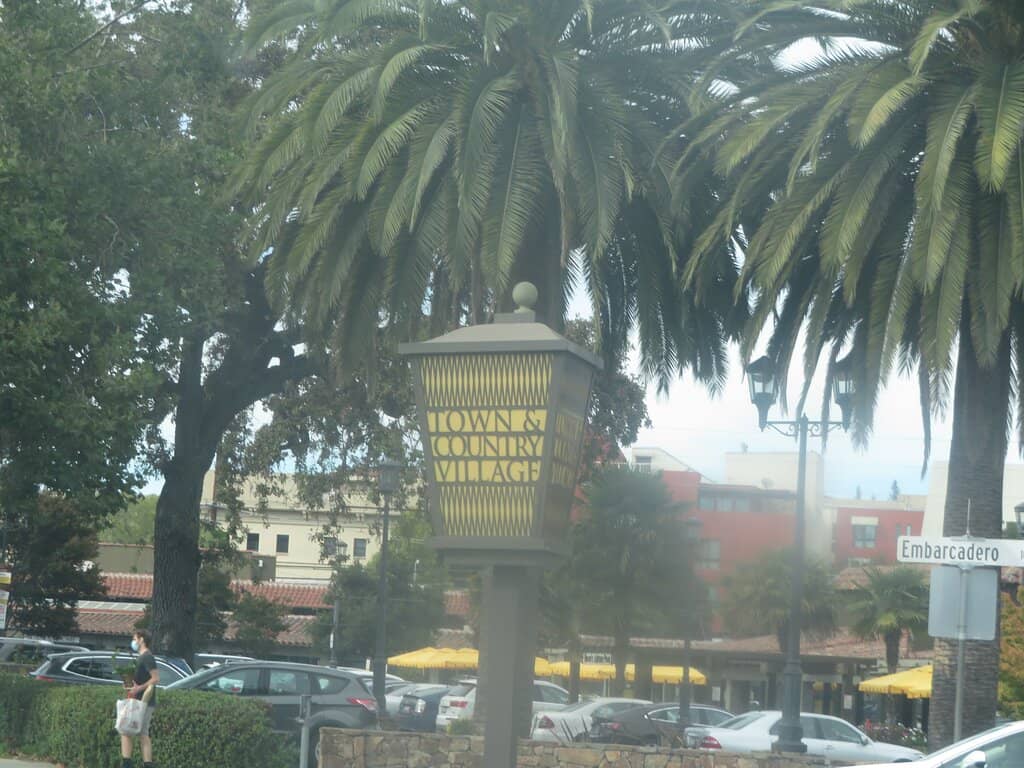 TOWN &
COUNTRY
VILLAGE
Embarcadero